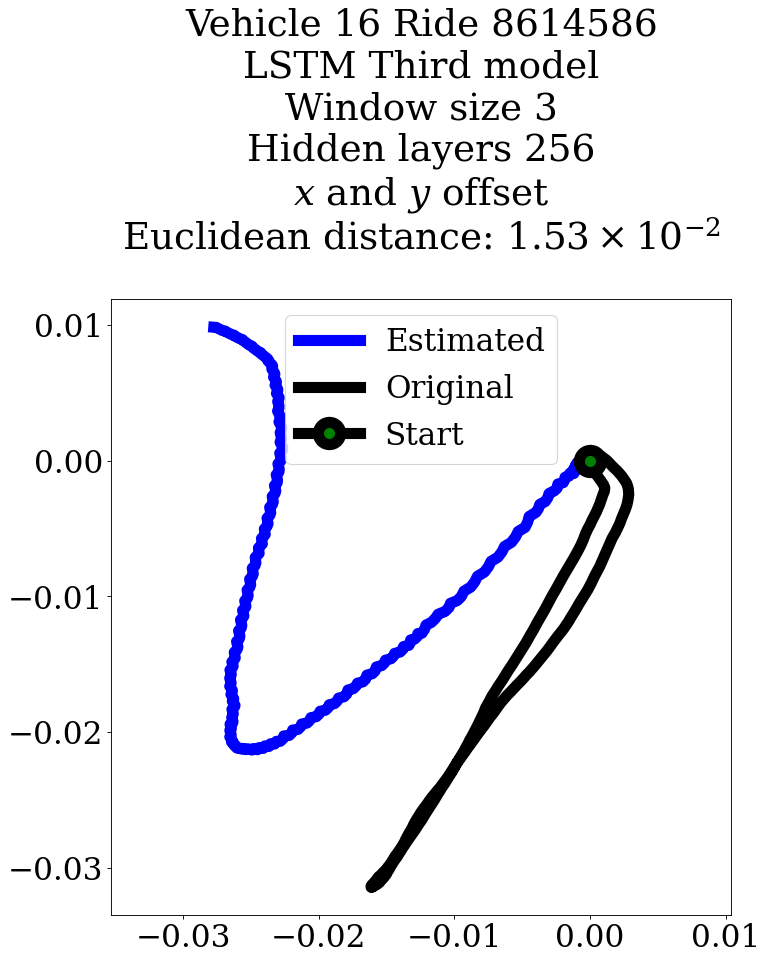 Vehicle 16 Ride 8614586
LSTM Third model
Window size 3
Hidden layers 256
x and y offset
Euclidean distance: 1.53 × 10⁻²
Estimated
Original
Start
0.01
0.00
−0.01
−0.02
−0.03
−0.03 −0.02 −0.01 0.00 0.01